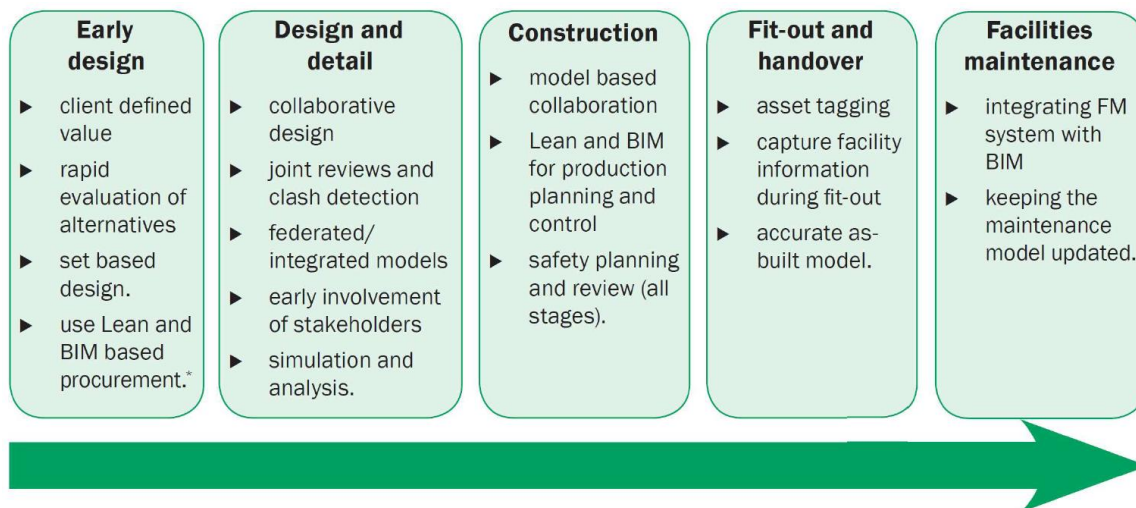 Early
design
► client defined
value
► rapid
evaluation of
alternatives
► set based
design.
► use Lean and
BIM based
procurement.*
Design and
detail
► collaborative
design
► joint reviews and
clash detection
► federated/
integrated models
► early involvement
of stakeholders
► simulation and
analysis.
Construction
► model based
collaboration
► Lean and BIM
for production
planning and
control
► safety planning
and review (all
stages).
Fit-out and
handover
► asset tagging
► capture facility
information
during fit-out
► accurate as-
built model.
Facilities
maintenance
► integrating FM
system with
BIM
► keeping the
maintenance
model updated.